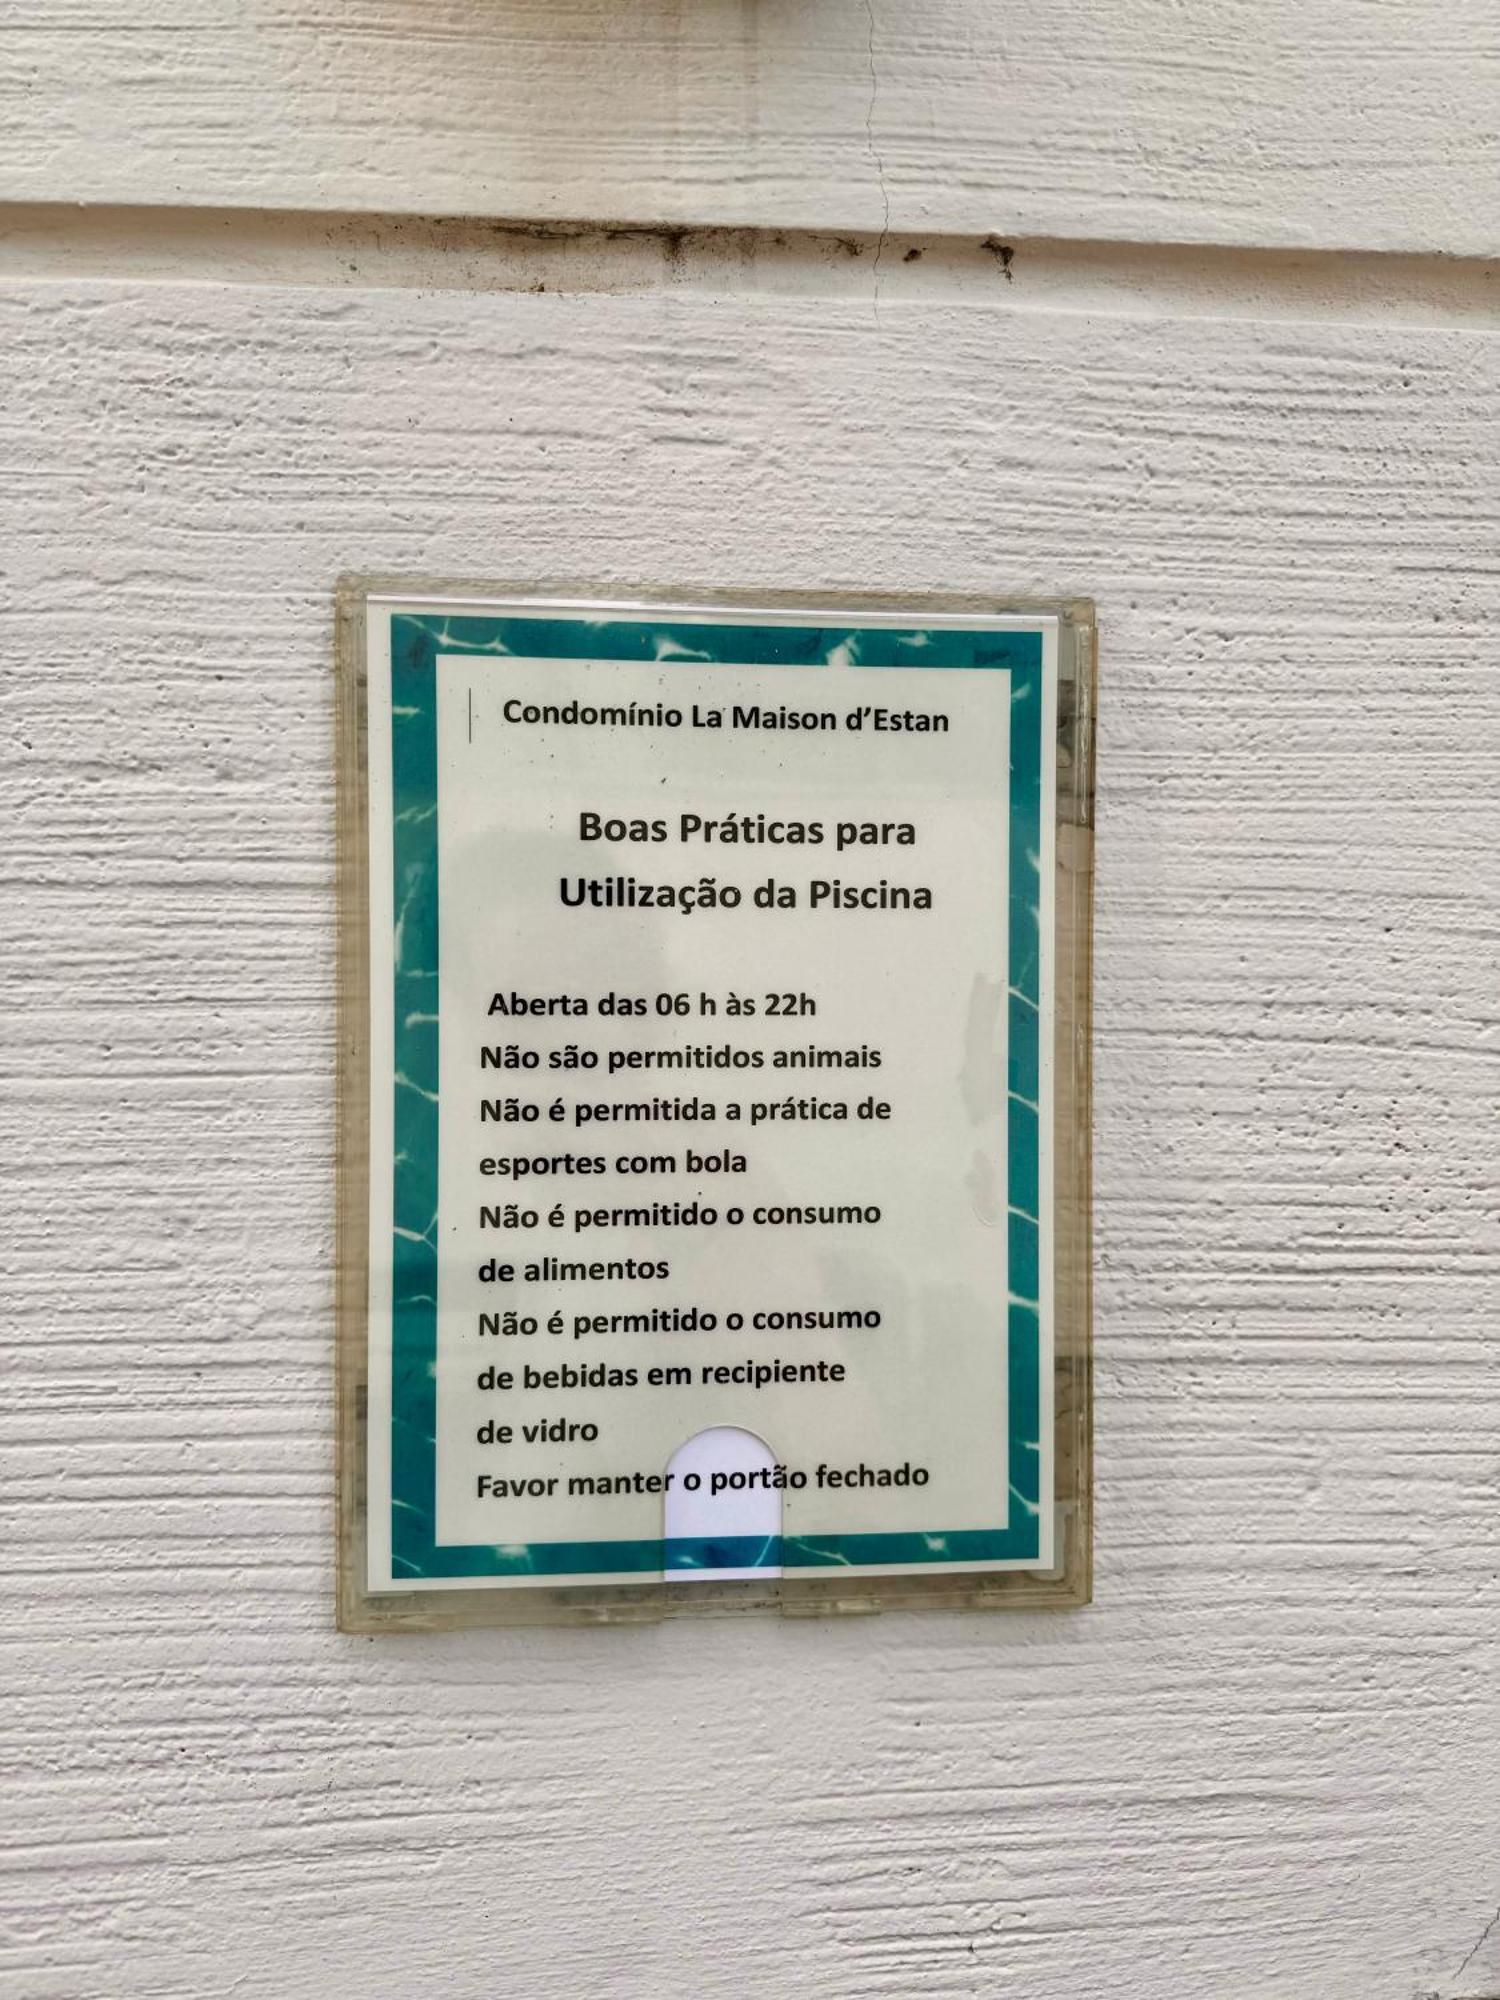 Condomínio La Maison d’Estan
Boas Práticas para
Utilização da Piscina
Aberta das 06 h às 22h
Não são permitidos animais
Não é permitida a prática de
esportes com bola
Não é permitido o consumo
de alimentos
Não é permitido o consumo
de bebidas em recipiente
de vidro
Favor manter o portão fechado